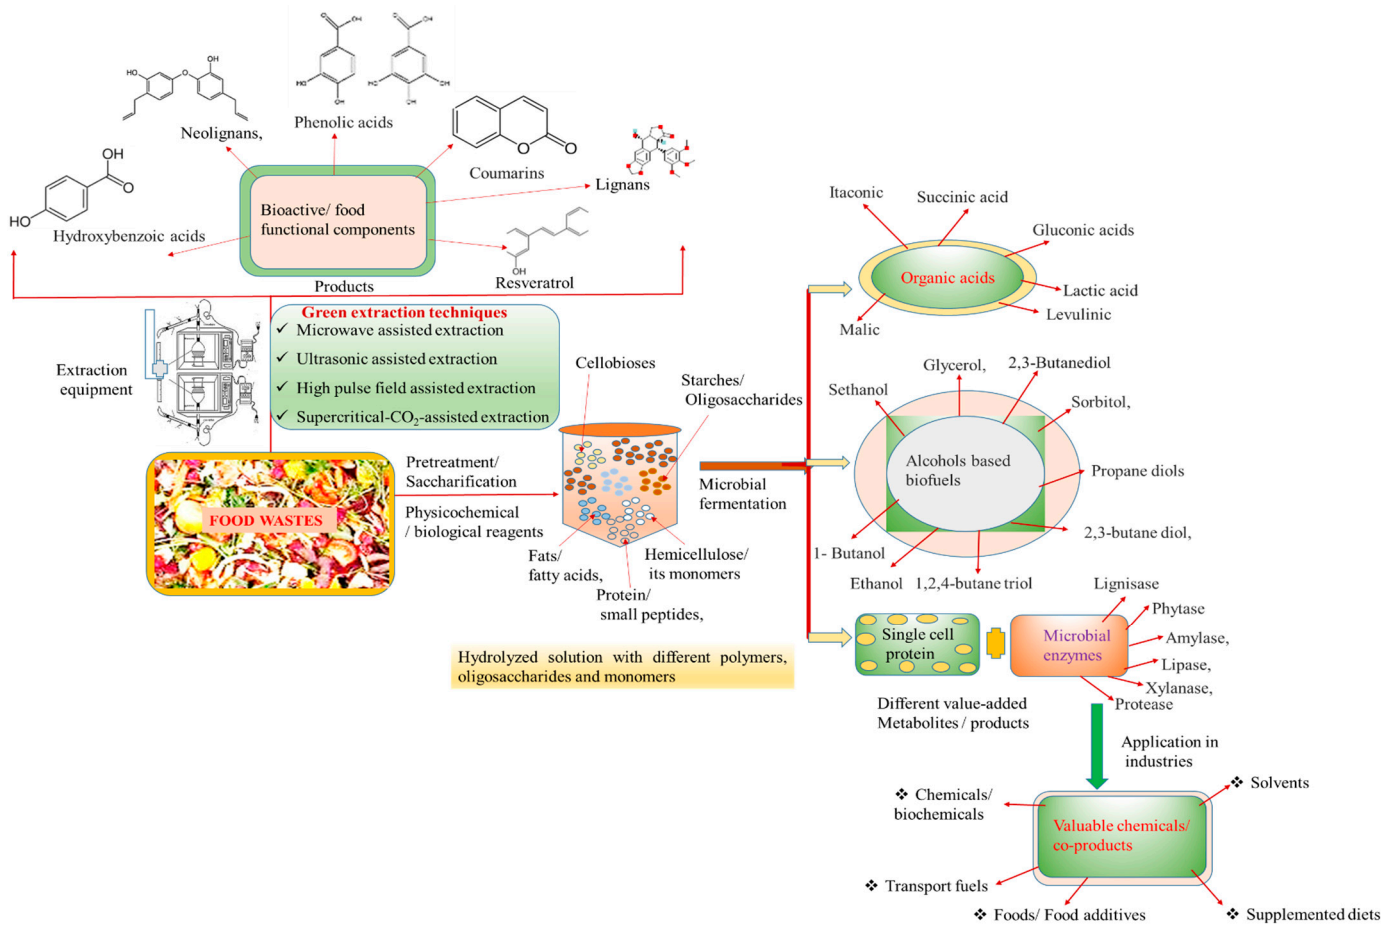 OH
O
HO
Hydroxybenzoic acids
HO
O
OH
Neolignans,
O
OH
HO
OH
Phenolic acids
O
OH
HO
OH
OH
O
O
Coumarins
Lignans
OH
Resveratrol
Bioactive/ food
functional components
Products
Extraction
equipment
Green extraction techniques
✓ Microwave assisted extraction
✓ Ultrasonic assisted extraction
✓ High pulse field assisted extraction
✓ Supercritical-CO2-assisted extraction
FOOD WASTES
Pretreatment/
Saccharification
Physicochemical
/ biological reagents
Cellobioses
Starches/
Oligosaccharides
Fats/
fatty acids,
Hemicellulose/
its monomers
Protein/
small peptides,
Hydrolyzed solution with different polymers,
oligosaccharides and monomers
Microbial
fermentation
Itaconic
Succinic acid
Gluconic acids
Organic acids
Lactic acid
Levulinic
Malic
Glycerol,
2,3-Butanediol
Sethanol
Sorbitol,
Alcohols based
biofuels
Propane diols
2,3-butane diol,
1- Butanol
Ethanol
1,2,4-butane triol
Single cell
protein
Microbial
enzymes
Lignisase
Phytase
Amylase,
Lipase,
Xylanase,
Protease
Different value-added
Metabolites / products
Application in
industries
❖ Chemicals/
biochemicals
❖ Solvents
Valuable chemicals/
co-products
❖ Transport fuels
❖ Foods/ Food additives
❖ Supplemented diets